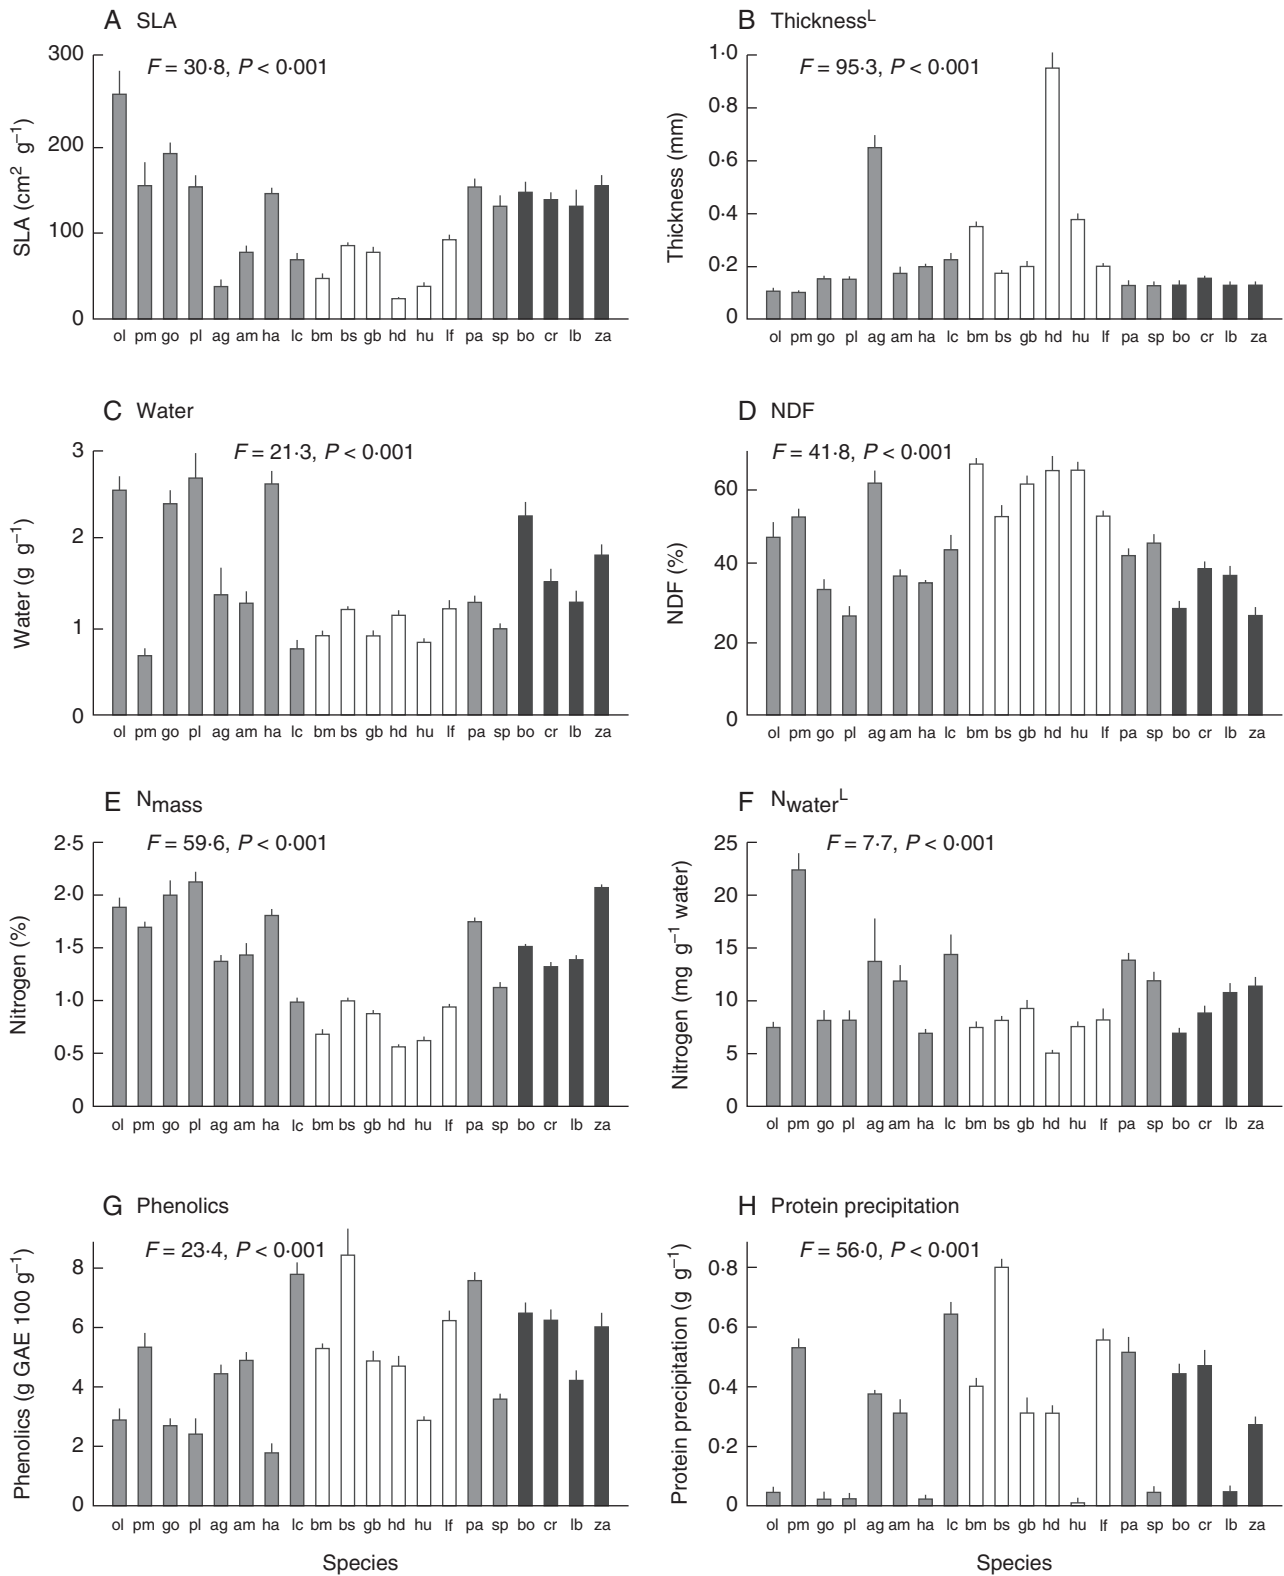 A SLA
F = 30·8, P < 0·001
300
200
100
0
SLA (cm² g⁻¹)
ol pm go pl ag am ha lc bm bs gb hd hu lf pa sp bo cr lb za
B Thicknessᴸ
F = 95·3, P < 0·001
1·0
0·8
0·6
0·4
0·2
0
Thickness (mm)
ol pm go pl ag am ha lc bm bs gb hd hu lf pa sp bo cr lb za
C Water
F = 21·3, P < 0·001
3
2
1
0
Water (g g⁻¹)
ol pm go pl ag am ha lc bm bs gb hd hu lf pa sp bo cr lb za
D NDF
F = 41·8, P < 0·001
60
40
20
0
NDF (%)
ol pm go pl ag am ha lc bm bs gb hd hu lf pa sp bo cr lb za
E Nmass
F = 59·6, P < 0·001
2·5
2·0
1·5
1·0
0·5
0
Nitrogen (%)
ol pm go pl ag am ha lc bm bs gb hd hu lf pa sp bo cr lb za
F Nwaterᴸ
F = 7·7, P < 0·001
25
20
15
10
5
0
Nitrogen (mg g⁻¹ water)
ol pm go pl ag am ha lc bm bs gb hd hu lf pa sp bo cr lb za
G Phenolics
F = 23·4, P < 0·001
8
6
4
2
0
Phenolics (g GAE 100 g⁻¹)
ol pm go pl ag am ha lc bm bs gb hd hu lf pa sp bo cr lb za
Species
H Protein precipitation
F = 56·0, P < 0·001
0·8
0·6
0·4
0·2
0
Protein precipitation (g g⁻¹)
ol pm go pl ag am ha lc bm bs gb hd hu lf pa sp bo cr lb za
Species